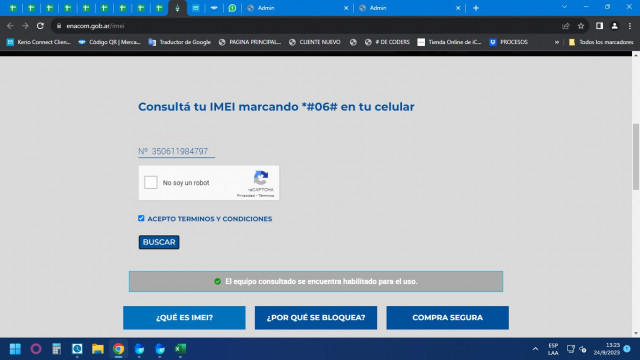 Admin
Admin
enacom.gob.ar/imei
Kerio Connect Clien...
Código QR | Merca...
Traductor de Google
PAGINA PRINCIPAL...
CLIENTE NUEVO
# DE CODERS
Tienda Online de iC...
PROCESOS
»
Todos los marcadores
Consultá tu IMEI marcando *#06# en tu celular
Nº 350611984797
No soy un robot
reCAPTCHA
Privacidad - Términos
ACEPTO TERMINOS Y CONDICIONES
BUSCAR
El equipo consultado se encuentra habilitado para el uso.
¿QUÉ ES IMEI?
¿POR QUÉ SE BLOQUEA?
COMPRA SEGURA
ESP
LAA
13:23
24/9/2023